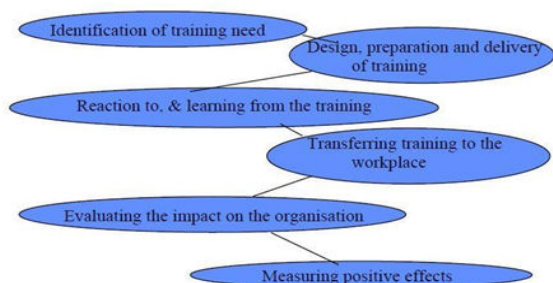 Identification of training need
Design, preparation and delivery
of training
Reaction to, & learning from the training
Transferring training to the
workplace
Evaluating the impact on the organisation
Measuring positive effects